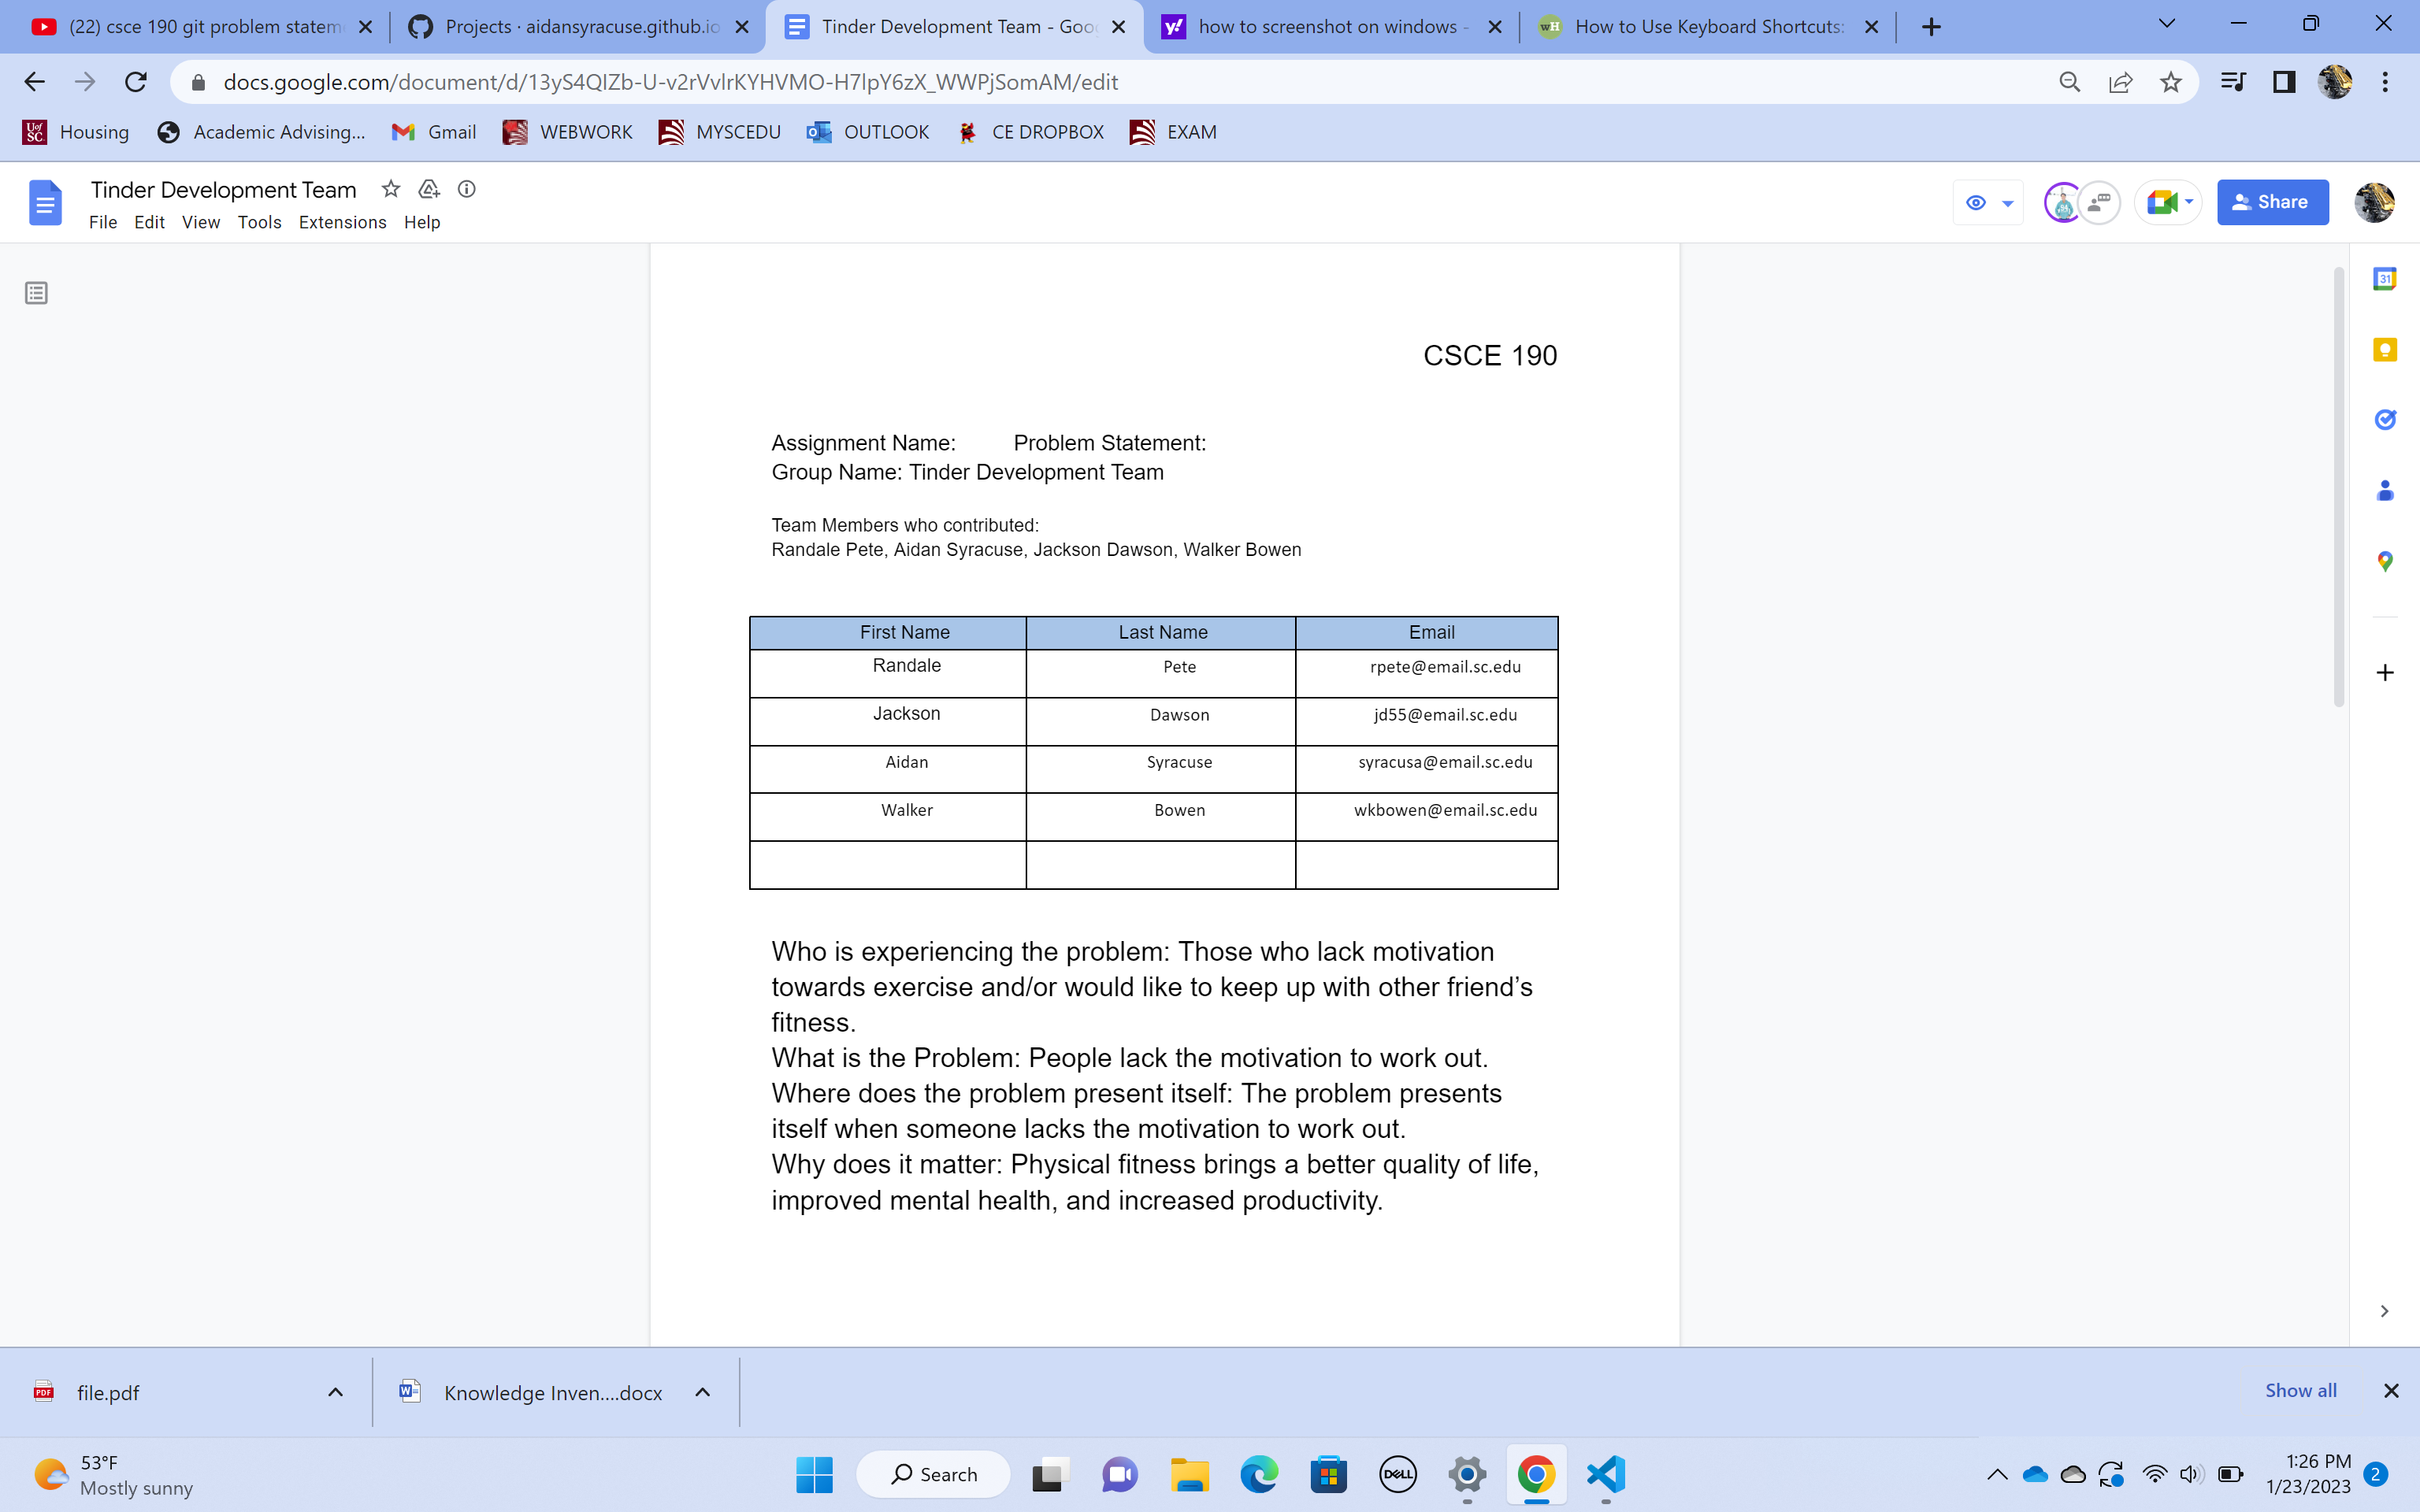 (22) csce 190 git problem statem
Projects · aidansyracuse.github.io
Tinder Development Team - Goo
how to screenshot on windows -
How to Use Keyboard Shortcuts:
docs.google.com/document/d/13yS4QIZb-U-v2rVvlrKYHVMO-H7lpY6zX_WWPjSomAM/edit
Housing Academic Advising... Gmail WEBWORK MYSCEDU OUTLOOK CE DROPBOX EXAM
Tinder Development Team
File Edit View Tools Extensions Help
Share
CSCE 190
Assignment Name: Problem Statement:
Group Name: Tinder Development Team
Team Members who contributed:
Randale Pete, Aidan Syracuse, Jackson Dawson, Walker Bowen
First Name Last Name Email
Randale Pete rpete@email.sc.edu
Jackson Dawson jd55@email.sc.edu
Aidan Syracuse syracusa@email.sc.edu
Walker Bowen wkbowen@email.sc.edu
Who is experiencing the problem: Those who lack motivation
towards exercise and/or would like to keep up with other friend’s
fitness.
What is the Problem: People lack the motivation to work out.
Where does the problem present itself: The problem presents
itself when someone lacks the motivation to work out.
Why does it matter: Physical fitness brings a better quality of life,
improved mental health, and increased productivity.
file.pdf
Knowledge Inven....docx
Show all
53°F
Mostly sunny
Search
DELL
1:26 PM
1/23/2023
2